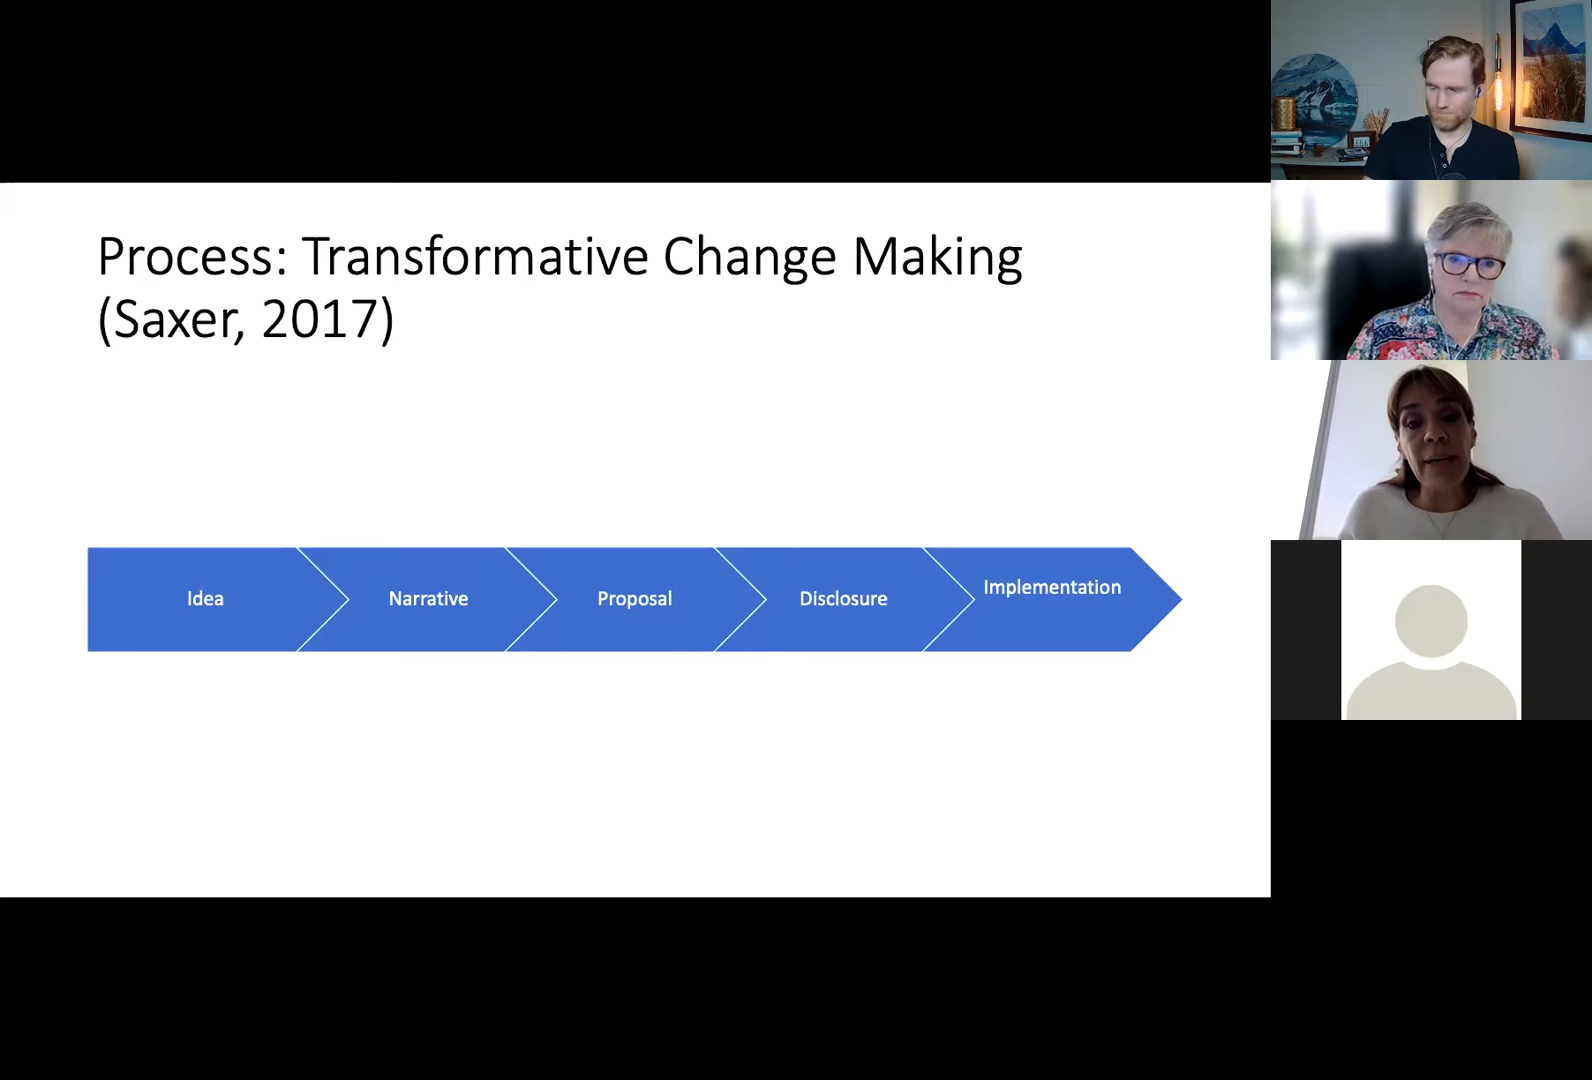 Process: Transformative Change Making
(Saxer, 2017)
Idea
Narrative
Proposal
Disclosure
Implementation